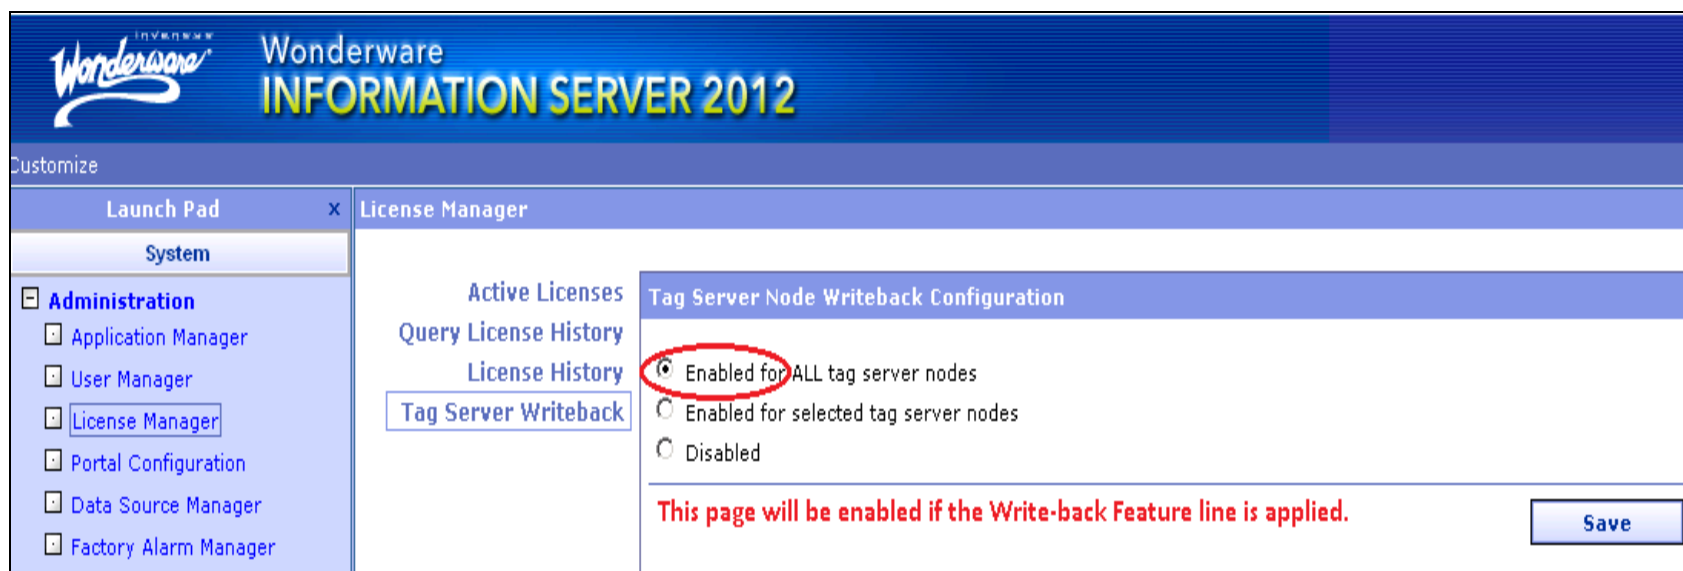 invensys
Wonderware
Wonderware
INFORMATION SERVER 2012
Customize
Launch Pad x
License Manager
System
Administration
Application Manager
User Manager
License Manager
Portal Configuration
Data Source Manager
Factory Alarm Manager
Active Licenses
Query License History
License History
Tag Server Writeback
Tag Server Node Writeback Configuration
Enabled for ALL tag server nodes
Enabled for selected tag server nodes
Disabled
This page will be enabled if the Write-back Feature line is applied.
Save